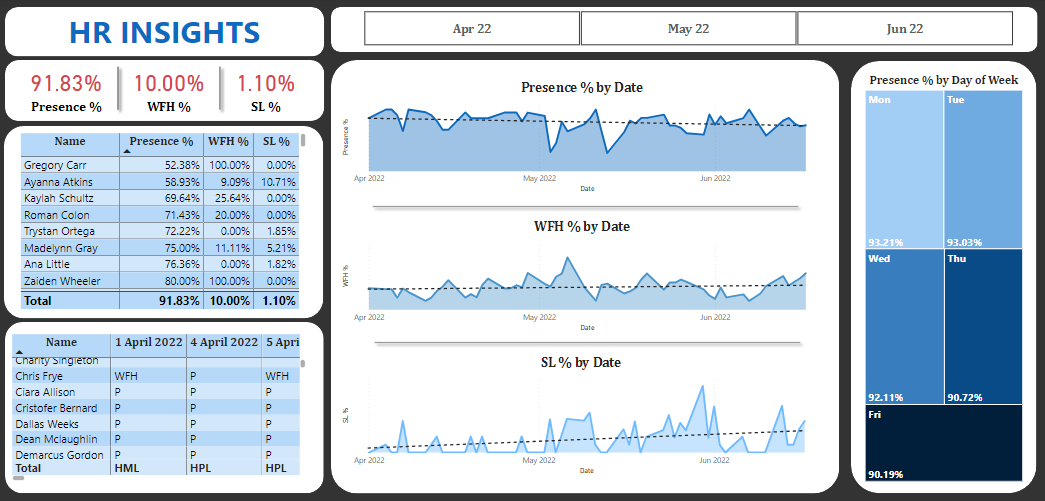 HR INSIGHTS
Apr 22 May 22 Jun 22
91.83% 10.00% 1.10%
Presence % WFH % SL %
Name Presence % WFH % SL %
Gregory Carr 52.38% 100.00% 0.00%
Ayanna Atkins 58.93% 9.09% 10.71%
Kaylah Schultz 69.64% 25.64% 0.00%
Roman Colon 71.43% 20.00% 0.00%
Trystan Ortega 72.22% 0.00% 1.85%
Madelynn Gray 75.00% 11.11% 5.21%
Ana Little 76.36% 0.00% 1.82%
Zaiden Wheeler 80.00% 100.00% 0.00%
Total 91.83% 10.00% 1.10%
Name 1 April 2022 4 April 2022 5 Apri
Charity Singleton
Chris Frye WFH P WFH
Ciara Allison P P P
Cristofer Bernard P P P
Dallas Weeks P P P
Dean Mclaughlin P P P
Demarcus Gordon P P P
Total HML HPL HPL
Presence % by Date
Presence %
Apr 2022 May 2022 Jun 2022
Date
WFH % by Date
WFH %
Apr 2022 May 2022 Jun 2022
Date
SL % by Date
SL %
Apr 2022 May 2022 Jun 2022
Date
Presence % by Day of Week
Mon Tue
93.21% 93.03%
Wed Thu
92.11% 90.72%
Fri
90.19%